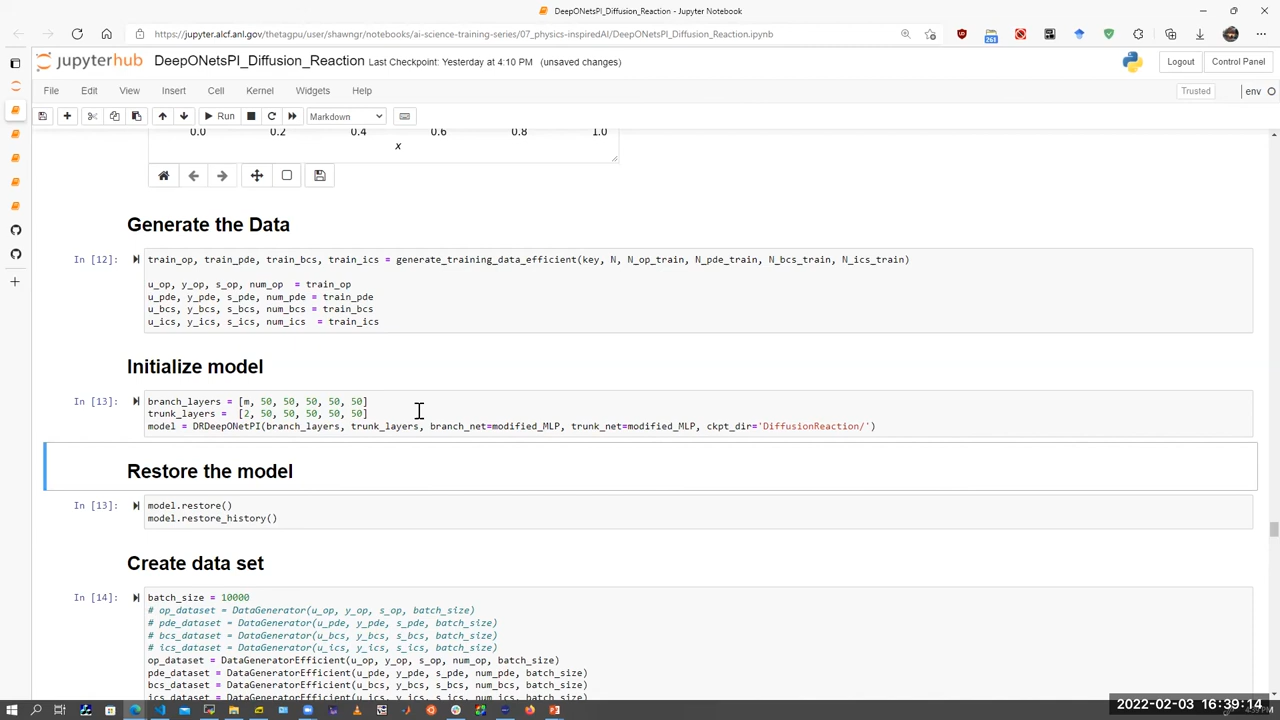 DeepONetsPI_Diffusion_Reaction - Jupyter Notebook
https://jupyter.alcf.anl.gov/thetagpu/user/shawngr/notebooks/ai-science-training-series/07_physics-inspiredAI/DeepONetsPI_Diffusion_Reaction.ipynb
261
jupyterhub DeepONetsPI_Diffusion_Reaction Last Checkpoint: Yesterday at 4:10 PM (unsaved changes) Logout Control Panel
File Edit View Insert Cell Kernel Widgets Help Trusted env
Run Markdown
0.0 0.2 0.4 0.6 0.8 1.0
x
Generate the Data
In [12]: train_op, train_pde, train_bcs, train_ics = generate_training_data_efficient(key, N, N_op_train, N_pde_train, N_bcs_train, N_ics_train)
u_op, y_op, s_op, num_op = train_op
u_pde, y_pde, s_pde, num_pde = train_pde
u_bcs, y_bcs, s_bcs, num_bcs = train_bcs
u_ics, y_ics, s_ics, num_ics = train_ics
Initialize model
In [13]: branch_layers = [m, 50, 50, 50, 50, 50]
trunk_layers = [2, 50, 50, 50, 50, 50]
model = DRDeepONetPI(branch_layers, trunk_layers, branch_net=modified_MLP, trunk_net=modified_MLP, ckpt_dir='DiffusionReaction/')
Restore the model
In [13]: model.restore()
model.restore_history()
Create data set
In [14]: batch_size = 10000
# op_dataset = DataGenerator(u_op, y_op, s_op, batch_size)
# pde_dataset = DataGenerator(u_pde, y_pde, s_pde, batch_size)
# bcs_dataset = DataGenerator(u_bcs, y_bcs, s_bcs, batch_size)
# ics_dataset = DataGenerator(u_ics, y_ics, s_ics, batch_size)
op_dataset = DataGeneratorEfficient(u_op, y_op, s_op, num_op, batch_size)
pde_dataset = DataGeneratorEfficient(u_pde, y_pde, s_pde, num_pde, batch_size)
bcs_dataset = DataGeneratorEfficient(u_bcs, y_bcs, s_bcs, num_bcs, batch_size)
ics_dataset = DataGeneratorEfficient(u_ics, y_ics, s_ics, num_ics, batch_size)
2022-02-03 16:39:14